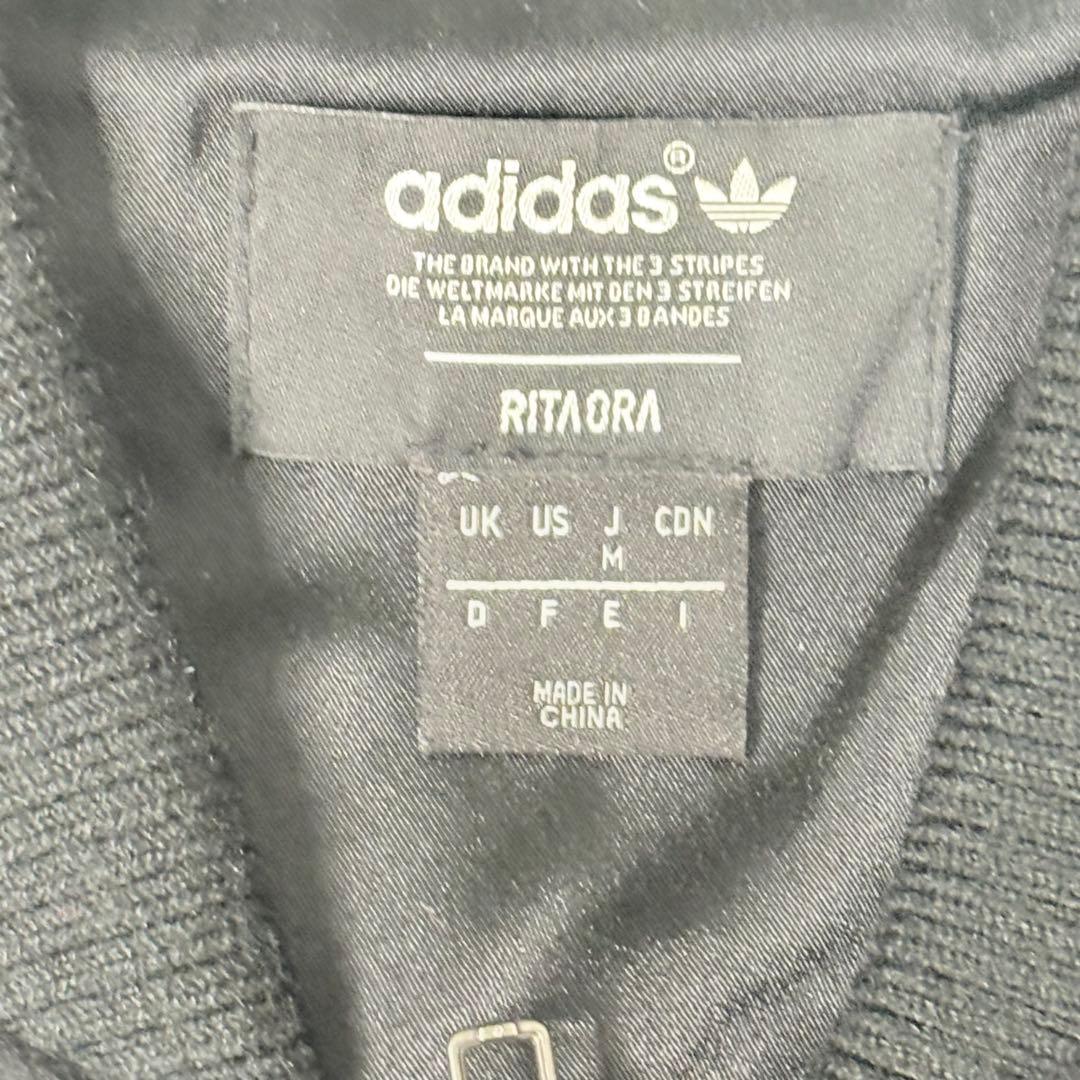 adidas®
THE BRAND WITH THE 3 STRIPES
DIE WELTMARKE MIT DEN 3 STREIFEN
LA MARQUE AUX 3 BANDES
RITA ORA
UK US J CDN
M
D F E I
MADE IN
CHINA